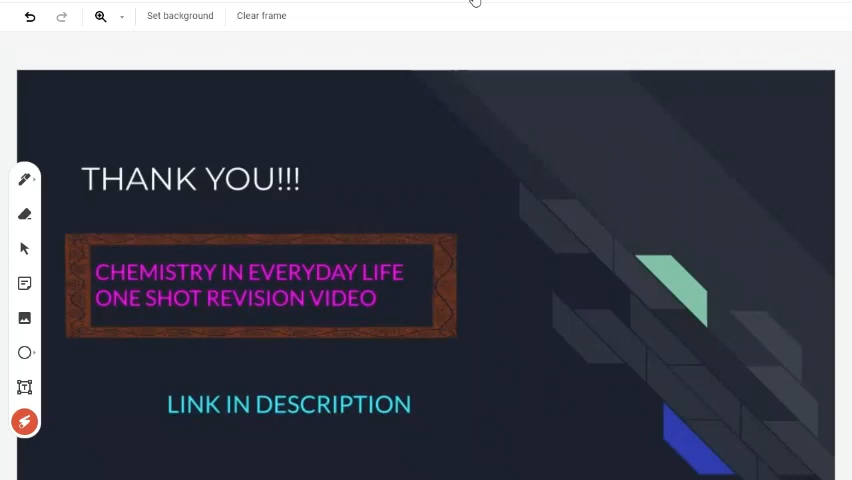 Set background
Clear frame
THANK YOU!!!
CHEMISTRY IN EVERYDAY LIFE
ONE SHOT REVISION VIDEO
LINK IN DESCRIPTION